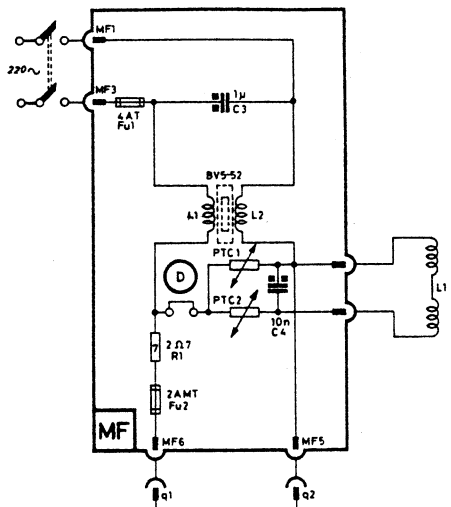 MF1
220~
1µ
C3
MF3
4AT
Fu1
BV5-52
L1
L2
PTC1
D
PTC2
10n
C4
L1
7
2Ω7
R1
2AMT
Fu2
MF
MF6
MF5
q1
q2